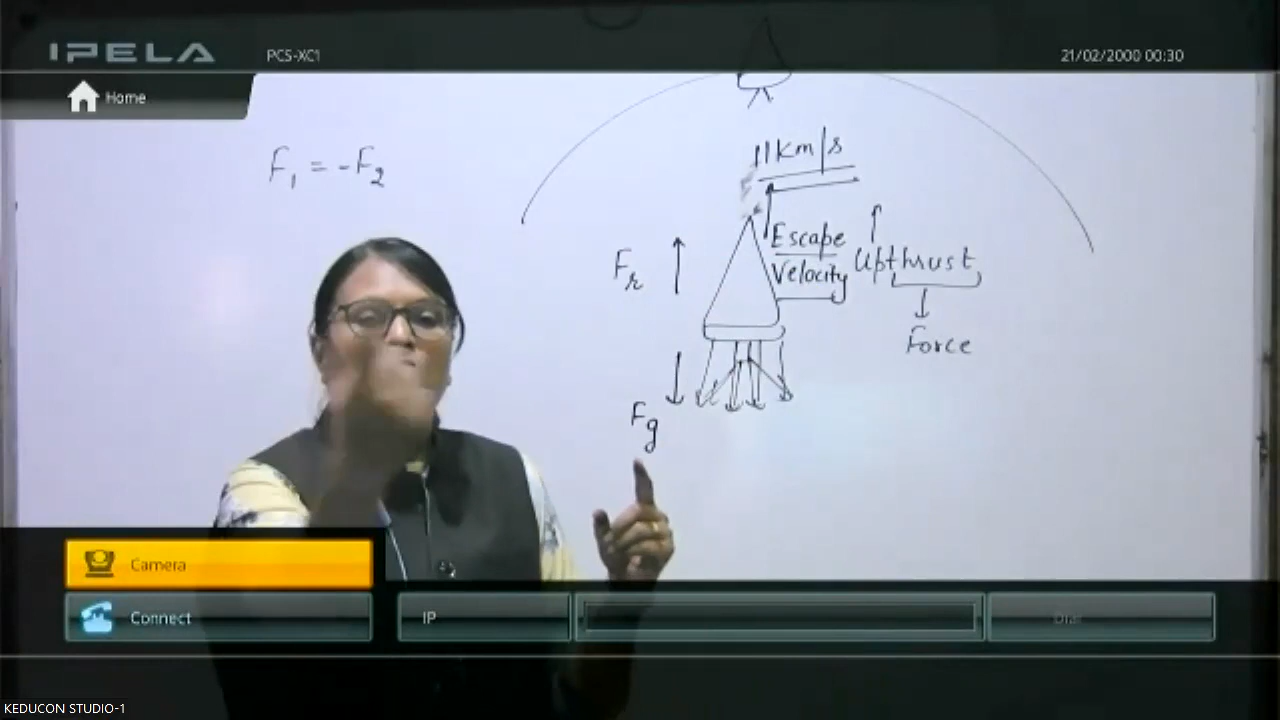 IPELA
PCS-XC1
21/02/2000 00:30
Home
F₁ = -F₂
11km/s
Escape
Velocity
Upthrust
Force
Fr
Fg
Camera
Connect
IP
Dial
KEDUCON STUDIO-1